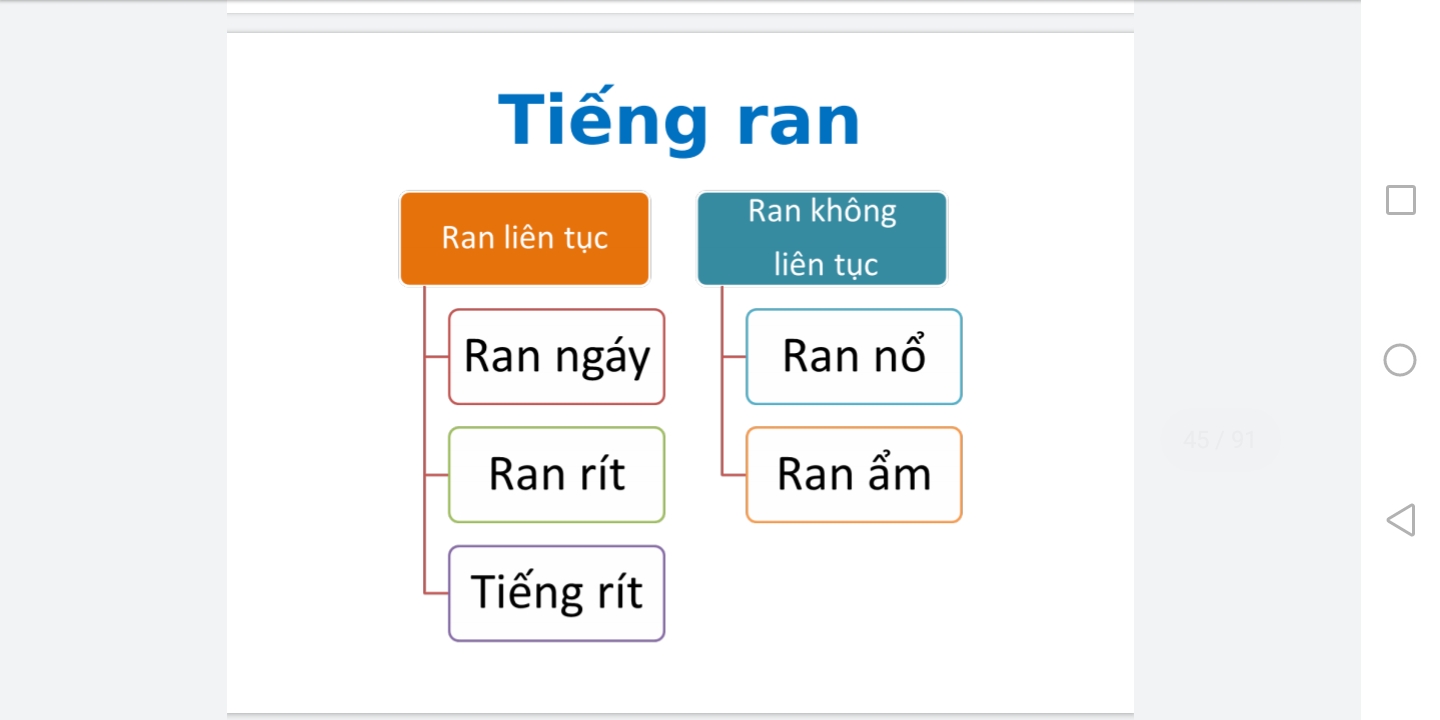 Tiếng ran
Ran liên tục
Ran ngáy
Ran rít
Tiếng rít
Ran không
liên tục
Ran nổ
Ran ẩm
45 / 91